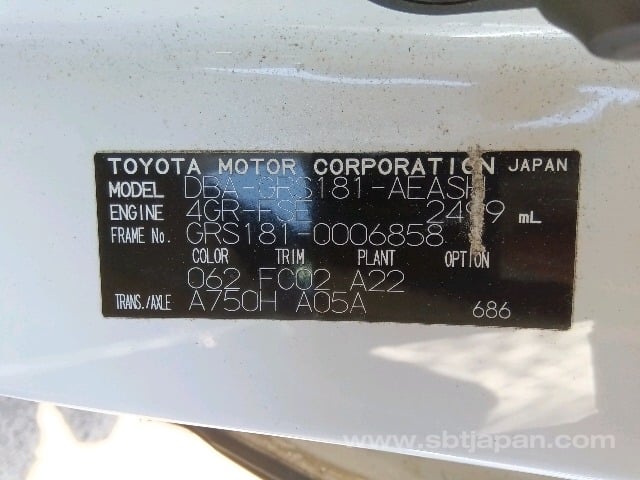 TOYOTA MOTOR CORPORATION JAPAN
MODEL DBA-GRS181-AEASH
ENGINE 4GR-FSE 2499 mL
FRAME No. GRS181-0006858
COLOR TRIM PLANT OPTION
062 FC02 A22
TRANS./AXLE A750H A05A 686
www.sbtjapan.com